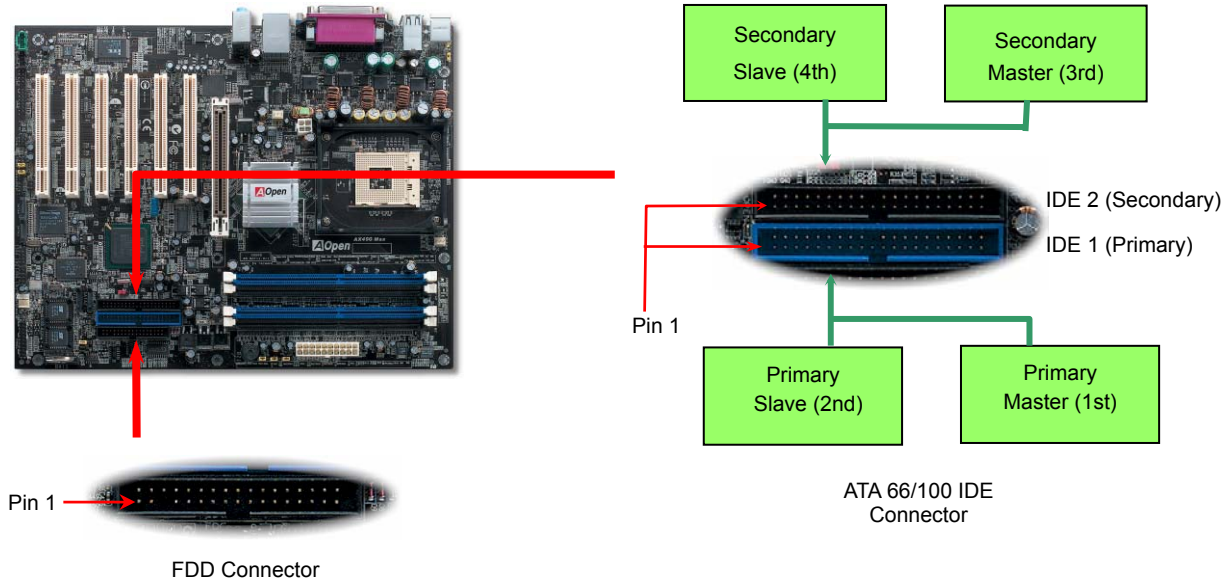 Secondary
Slave (4th)
Secondary
Master (3rd)
AOpen
AOpen
IDE 2 (Secondary)
IDE 1 (Primary)
Pin 1
Primary
Slave (2nd)
Primary
Master (1st)
Pin 1
ATA 66/100 IDE
Connector
FDD Connector